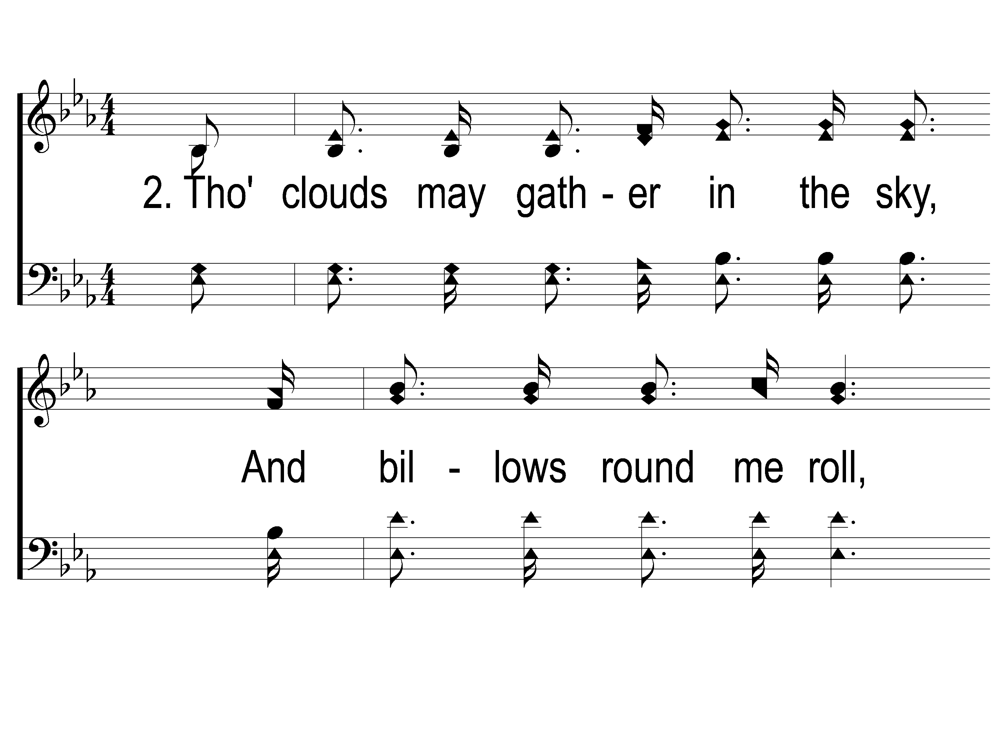 2. Tho' clouds may gath - er in the sky,
And bil - lows round me roll,